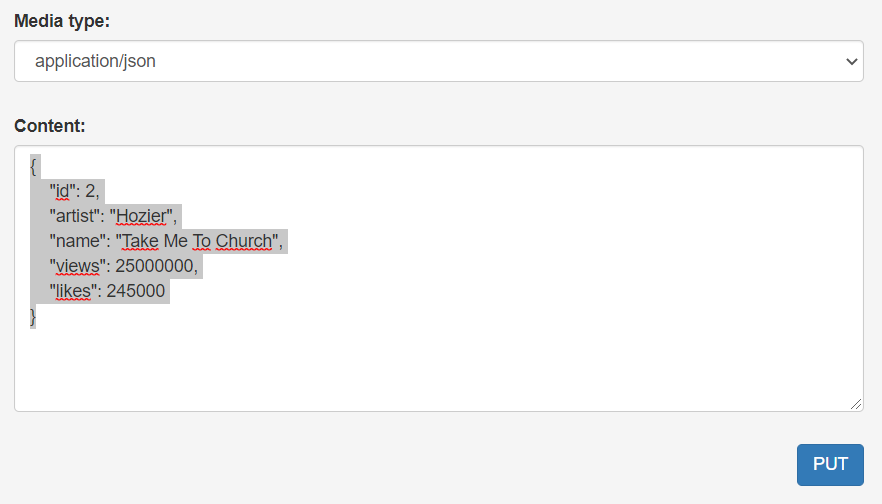 Media type:
application/json
Content:
{
"id": 2,
"artist": "Hozier",
"name": "Take Me To Church",
"views": 25000000,
"likes": 245000
}
PUT